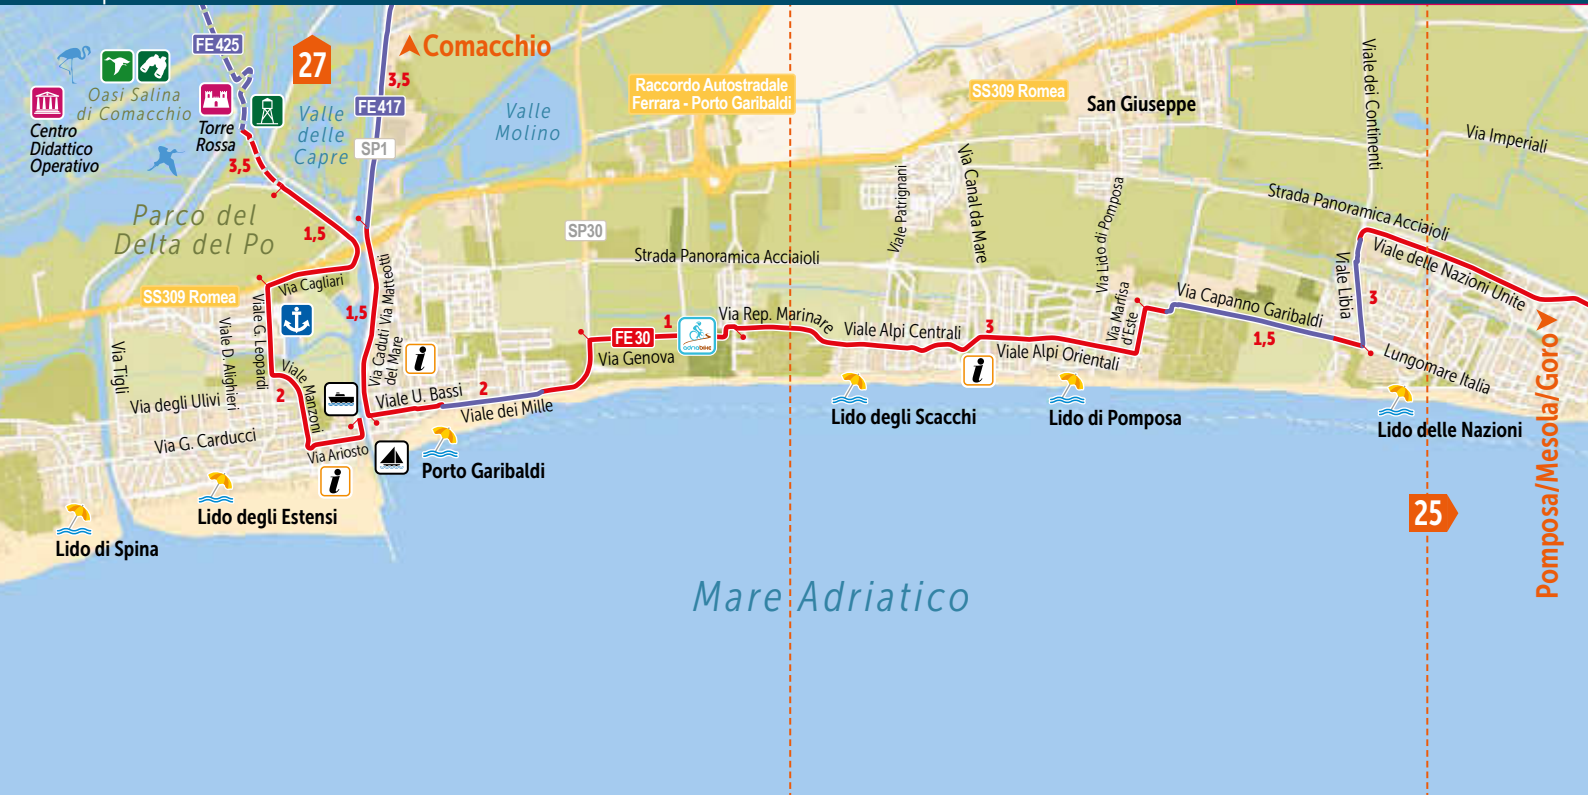 FE425
27
Comacchio
3,5
Raccordo Autostradale
Ferrara - Porto Garibaldi
SS309 Romea
San Giuseppe
Viale dei Continenti
Via Imperiali
Oasi Salina
di Comacchio
Centro
Didattico
Operativo
Torre
Rossa
Valle
delle
Capre
FE417
SP1
Valle
Molino
3,5
Parco del
Delta del Po
1,5
SP30
Strada Panoramica Acciaioli
Viale Patrignani
Via Canal da Mare
Via Lido di Pomposa
Strada Panoramica Acciaioli
Viale delle Nazioni Unite
SS309 Romea
Via Cagliari
Viale G. Leopardi
Viale D. Alighieri
Via Tigli
Via degli Ulivi
Via G. Carducci
Viale Manzoni
2
Via Ariosto
1,5
Via Caduti
del Mare
Via Matteotti
i
Viale U. Bassi
2
Viale dei Mille
FE30
1
Via Genova
adriabike
Via Rep. Marinare
Viale Alpi Centrali
3
Viale Alpi Orientali
i
Via Marfisa
d'Este
Via Capanno Garibaldi
1,5
Viale Libia
3
Lungomare Italia
Lido degli Scacchi
Lido di Pomposa
Lido delle Nazioni
Pomposa/Mesola/Goro
Porto Garibaldi
i
Lido degli Estensi
Lido di Spina
25
Mare Adriatico